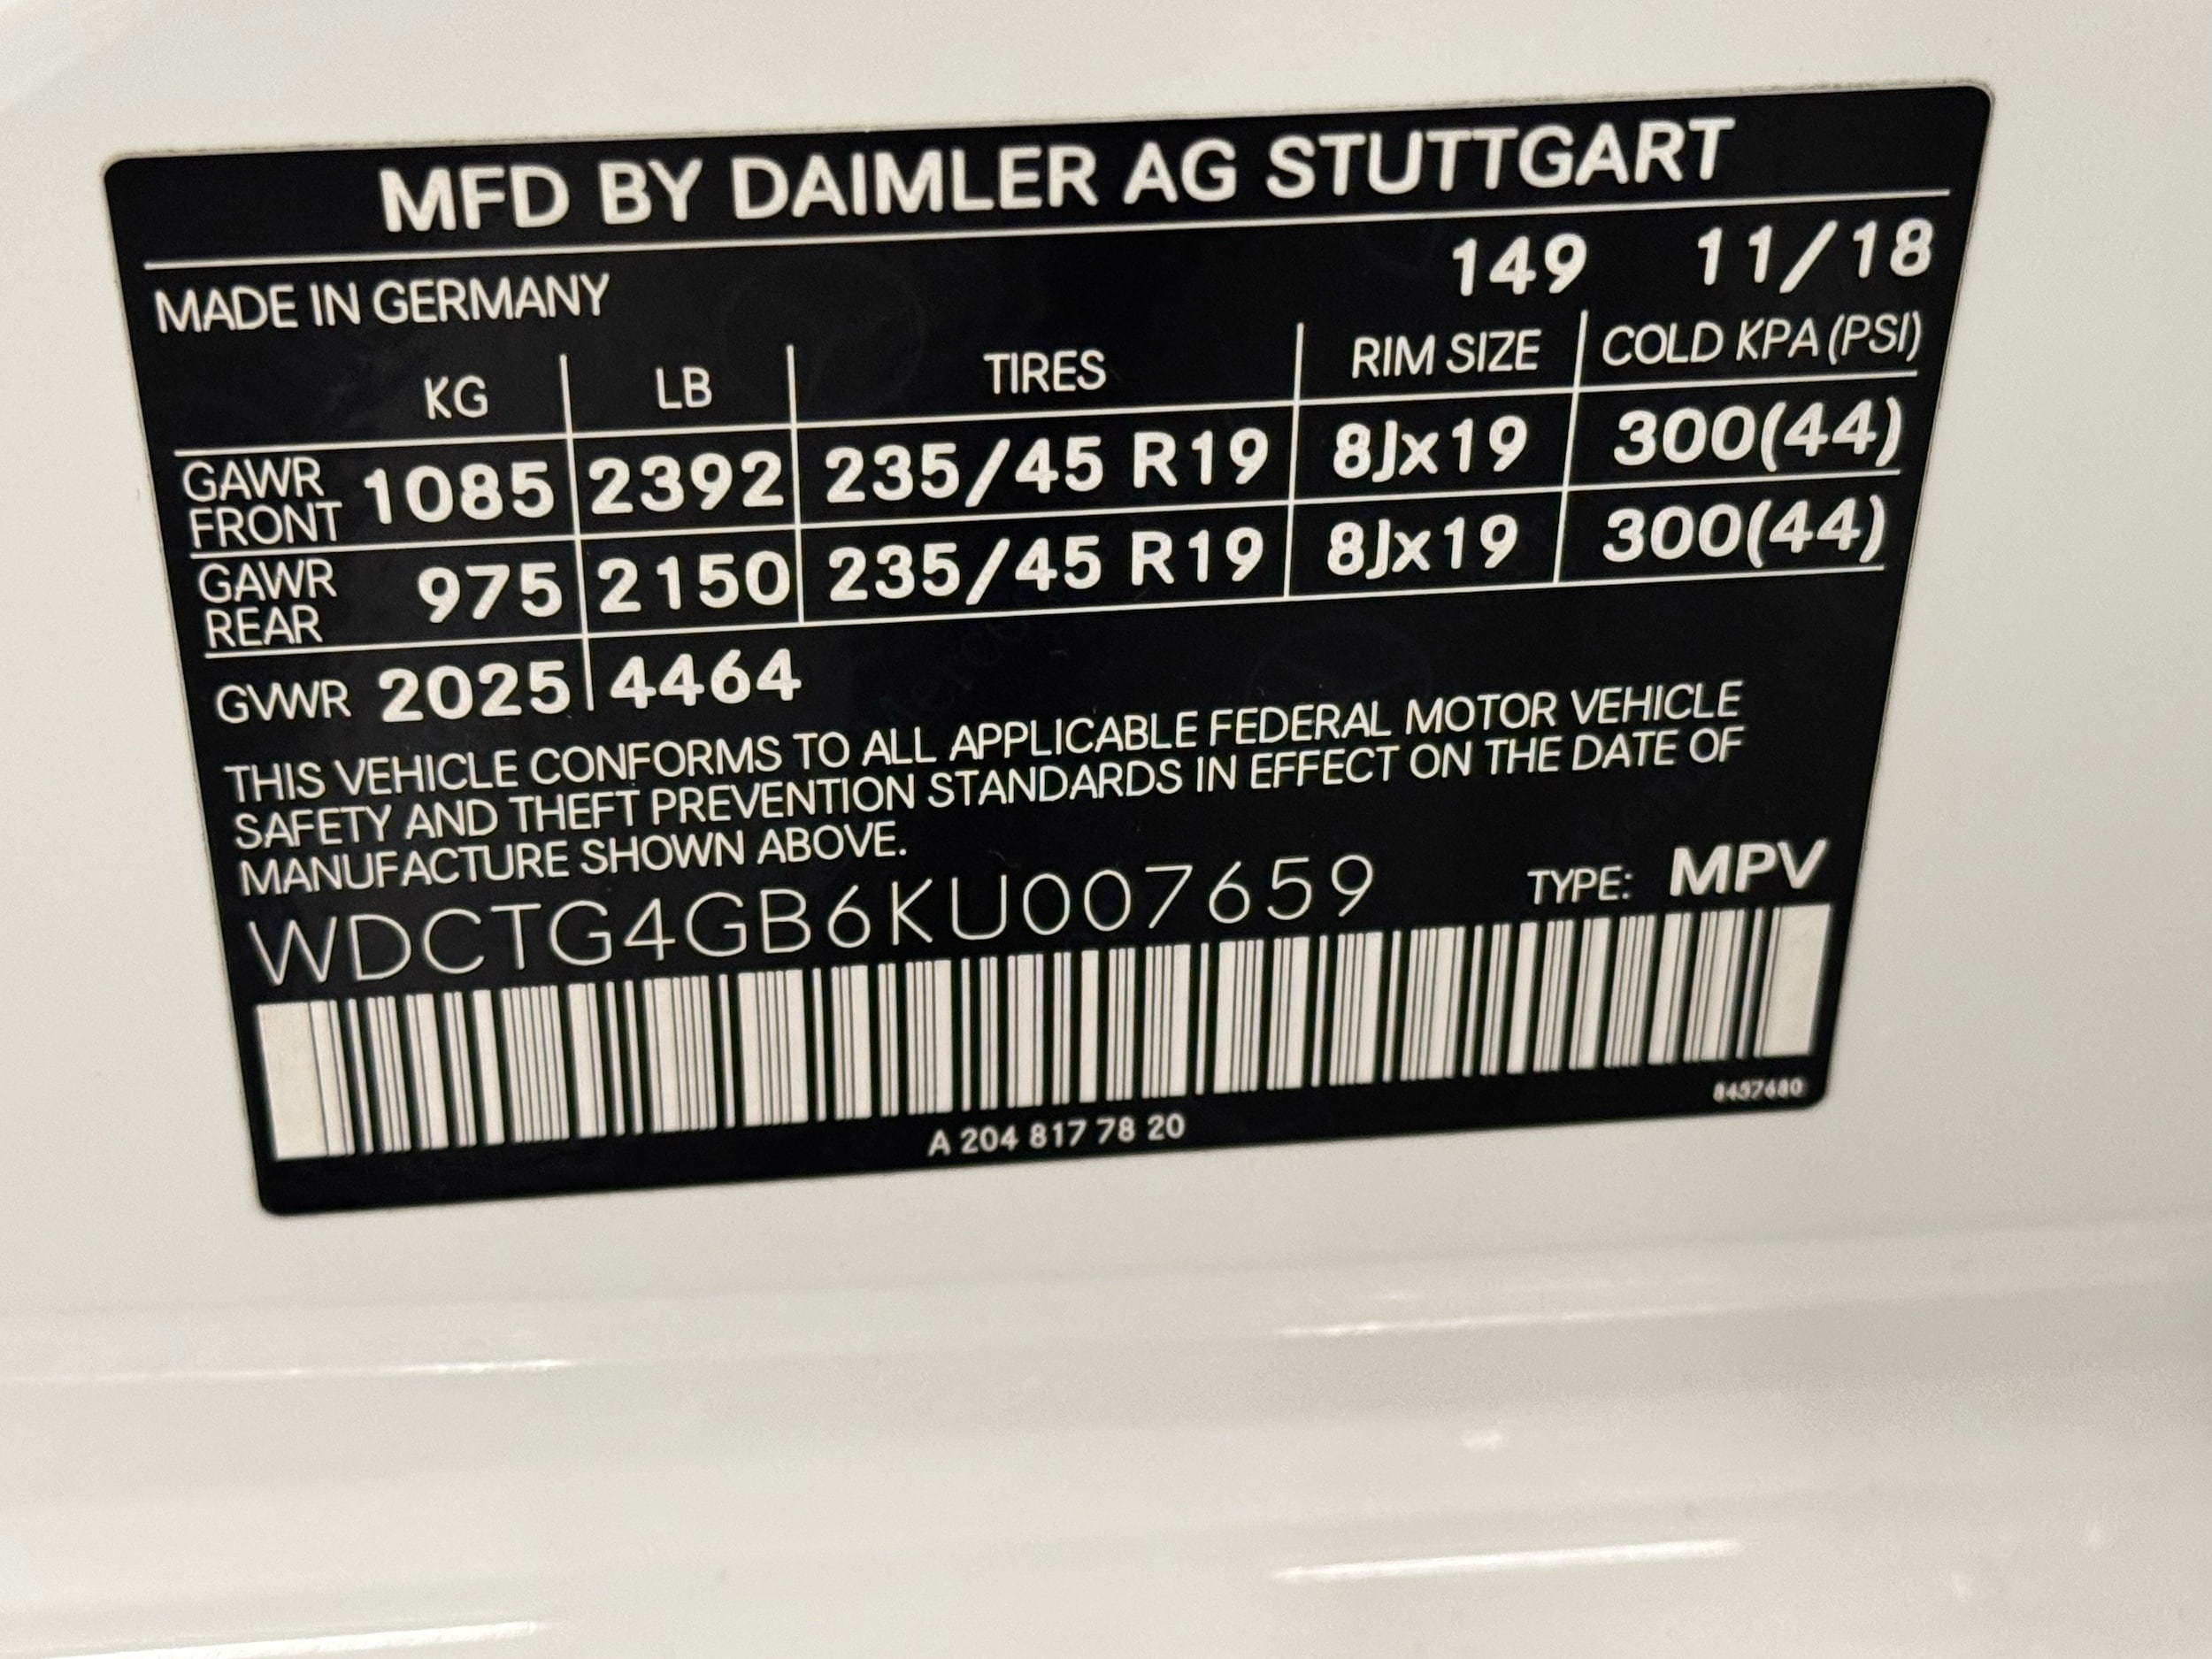 MFD BY DAIMLER AG STUTTGART
MADE IN GERMANY 149 11/18
KG LB TIRES RIM SIZE COLD KPA (PSI)
GAWR FRONT 1085 2392 235/45 R19 8Jx19 300(44)
GAWR REAR 975 2150 235/45 R19 8Jx19 300(44)
GVWR 2025 4464
THIS VEHICLE CONFORMS TO ALL APPLICABLE FEDERAL MOTOR VEHICLE
SAFETY AND THEFT PREVENTION STANDARDS IN EFFECT ON THE DATE OF
MANUFACTURE SHOWN ABOVE.
WDCTG4GB6KU007659 TYPE: MPV
A 204 817 78 20